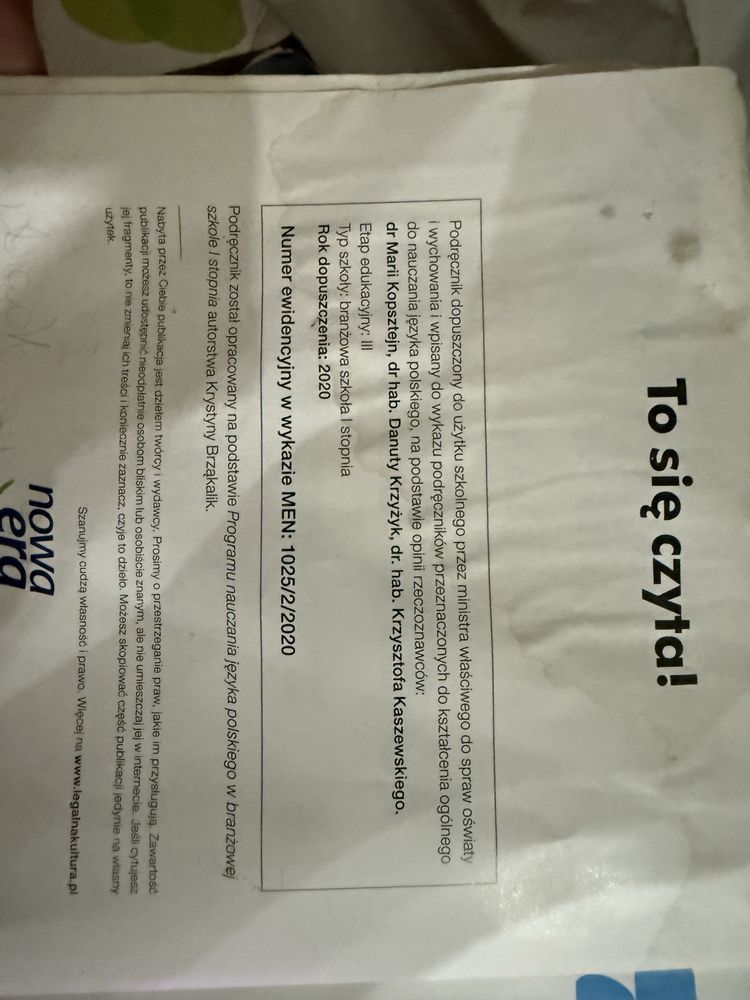 To się czyta!
Podręcznik dopuszczony do użytku szkolnego przez ministra właściwego do spraw oświaty
i wychowania i wpisany do wykazu podręczników przeznaczonych do kształcenia ogólnego
do nauczania języka polskiego, na podstawie opinii rzeczoznawców:
dr Marii Kopsztejn, dr hab. Danuty Krzyżyk, dr. hab. Krzysztofa Kaszewskiego.
Etap edukacyjny: III
Typ szkoły: branżowa szkoła I stopnia
Rok dopuszczenia: 2020
Numer ewidencyjny w wykazie MEN: 1025/2/2020
Podręcznik został opracowany na podstawie Programu nauczania języka polskiego w branżowej
szkole I stopnia autorstwa Krystyny Brząkalik.
Nabyta przez Ciebie publikacja jest dziełem twórcy i wydawcy. Prosimy o przestrzeganie praw, jakie im przysługują. Zawartość
publikacji możesz udostępnić nieodpłatnie osobom bliskim lub osobiście znanym, ale nie umieszczaj jej w internecie. Jeśli cytujesz
jej fragmenty, to nie zmieniaj ich treści i koniecznie zaznacz, czyje to dzieło. Możesz skopiować część publikacji jedynie na własny
użytek.
Szanujmy cudzą własność i prawo. Więcej na www.legalnakultura.pl
nowa
era